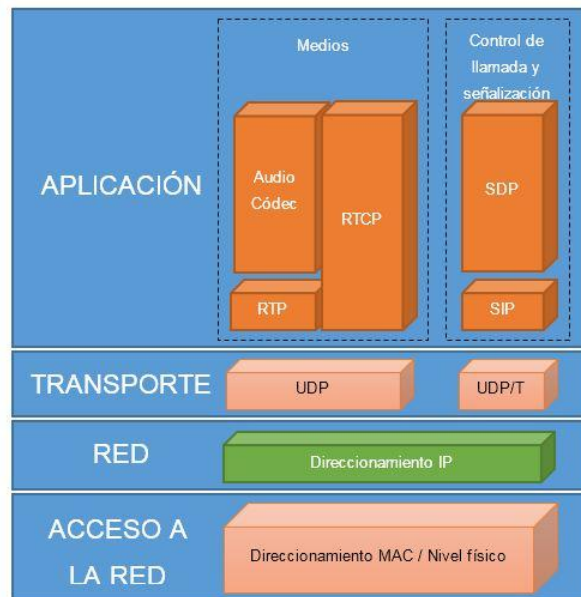 Medios
Control de
llamada y
señalización
APLICACIÓN
Audio
Códec
RTCP
SDP
RTP
SIP
TRANSPORTE
UDP
UDP/T
RED
Direccionamiento IP
ACCESO A
LA RED
Direccionamiento MAC / Nivel físico